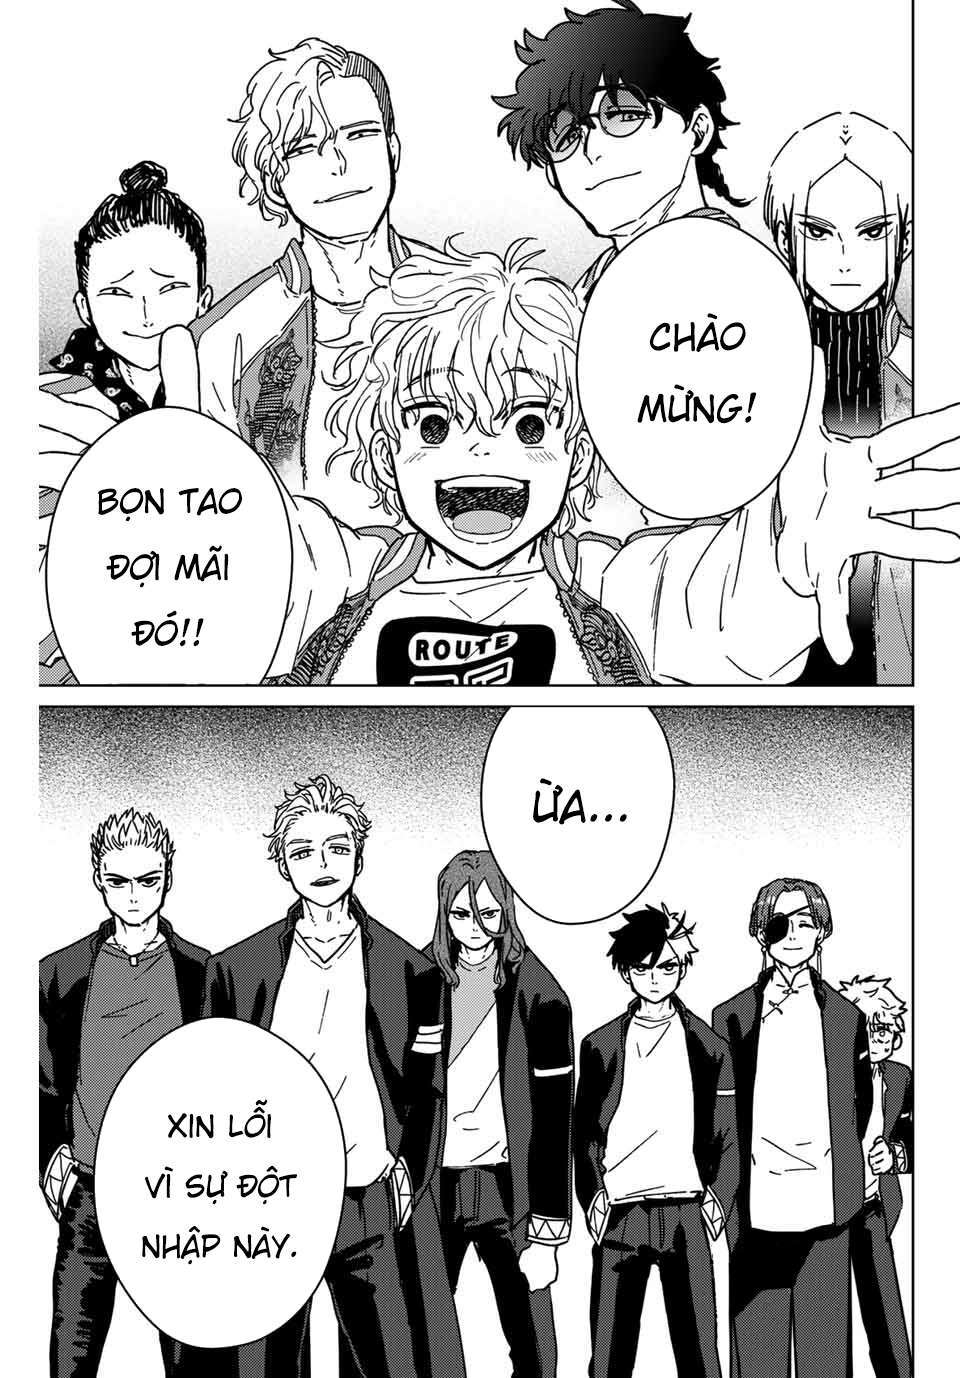 CHÀO
MỪNG!
BỌN TAO
ĐỢI MÃI
ĐÓ!!
ROUTE
ỪA...
XIN LỖI
VÌ SỰ ĐỘT
NHẬP NÀY.